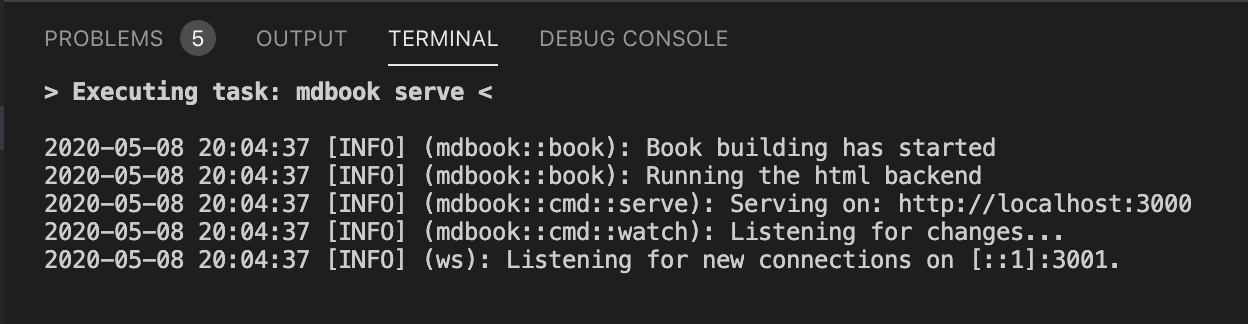 PROBLEMS 5 OUTPUT TERMINAL DEBUG CONSOLE
> Executing task: mdbook serve <
2020-05-08 20:04:37 [INFO] (mdbook::book): Book building has started
2020-05-08 20:04:37 [INFO] (mdbook::book): Running the html backend
2020-05-08 20:04:37 [INFO] (mdbook::cmd::serve): Serving on: http://localhost:3000
2020-05-08 20:04:37 [INFO] (mdbook::cmd::watch): Listening for changes...
2020-05-08 20:04:37 [INFO] (ws): Listening for new connections on [::1]:3001.